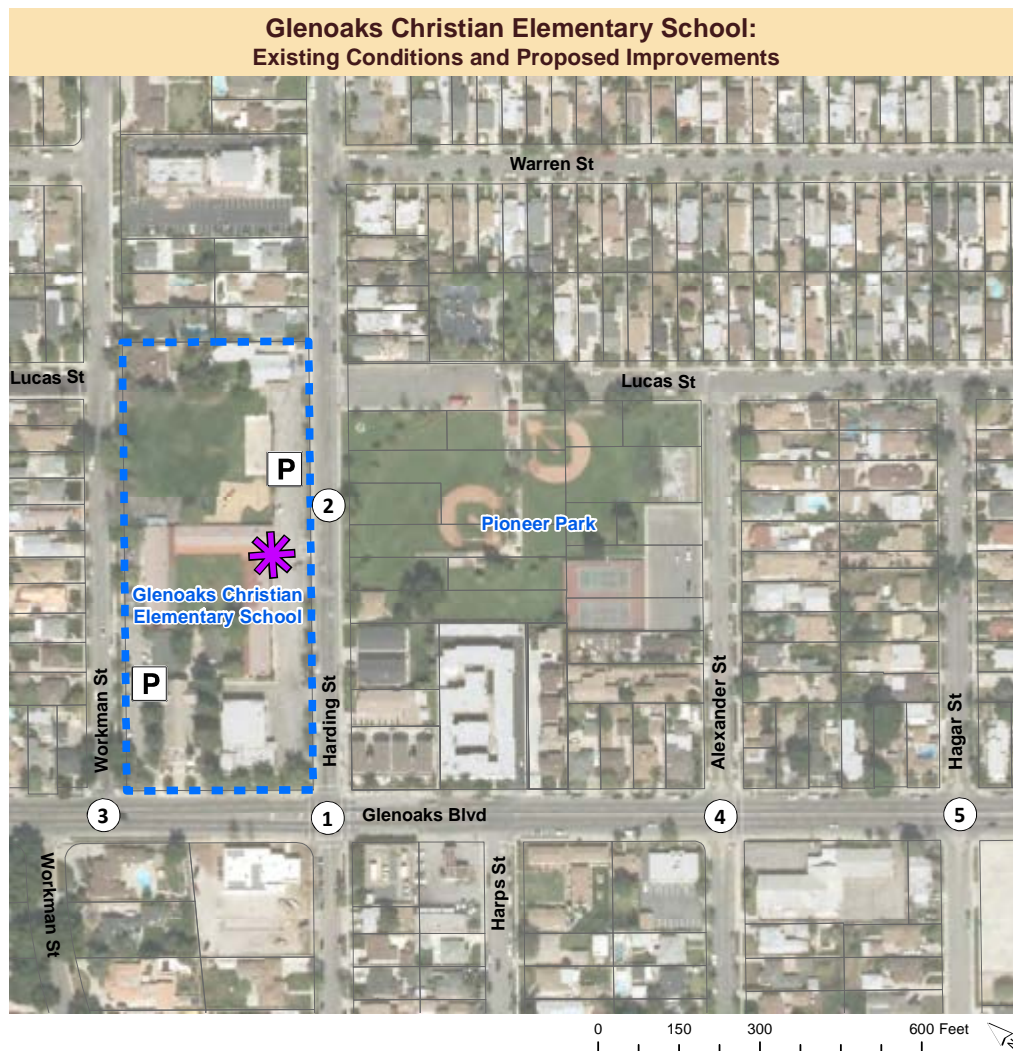 Glenoaks Christian Elementary School:
Existing Conditions and Proposed Improvements
Warren St
Lucas St
Lucas St
P
2
Pioneer Park
Glenoaks Christian
Elementary School
P
Workman St
Harding St
Alexander St
Hagar St
3
1
Glenoaks Blvd
4
5
Workman St
Harps St
0 150 300 600 Feet
N